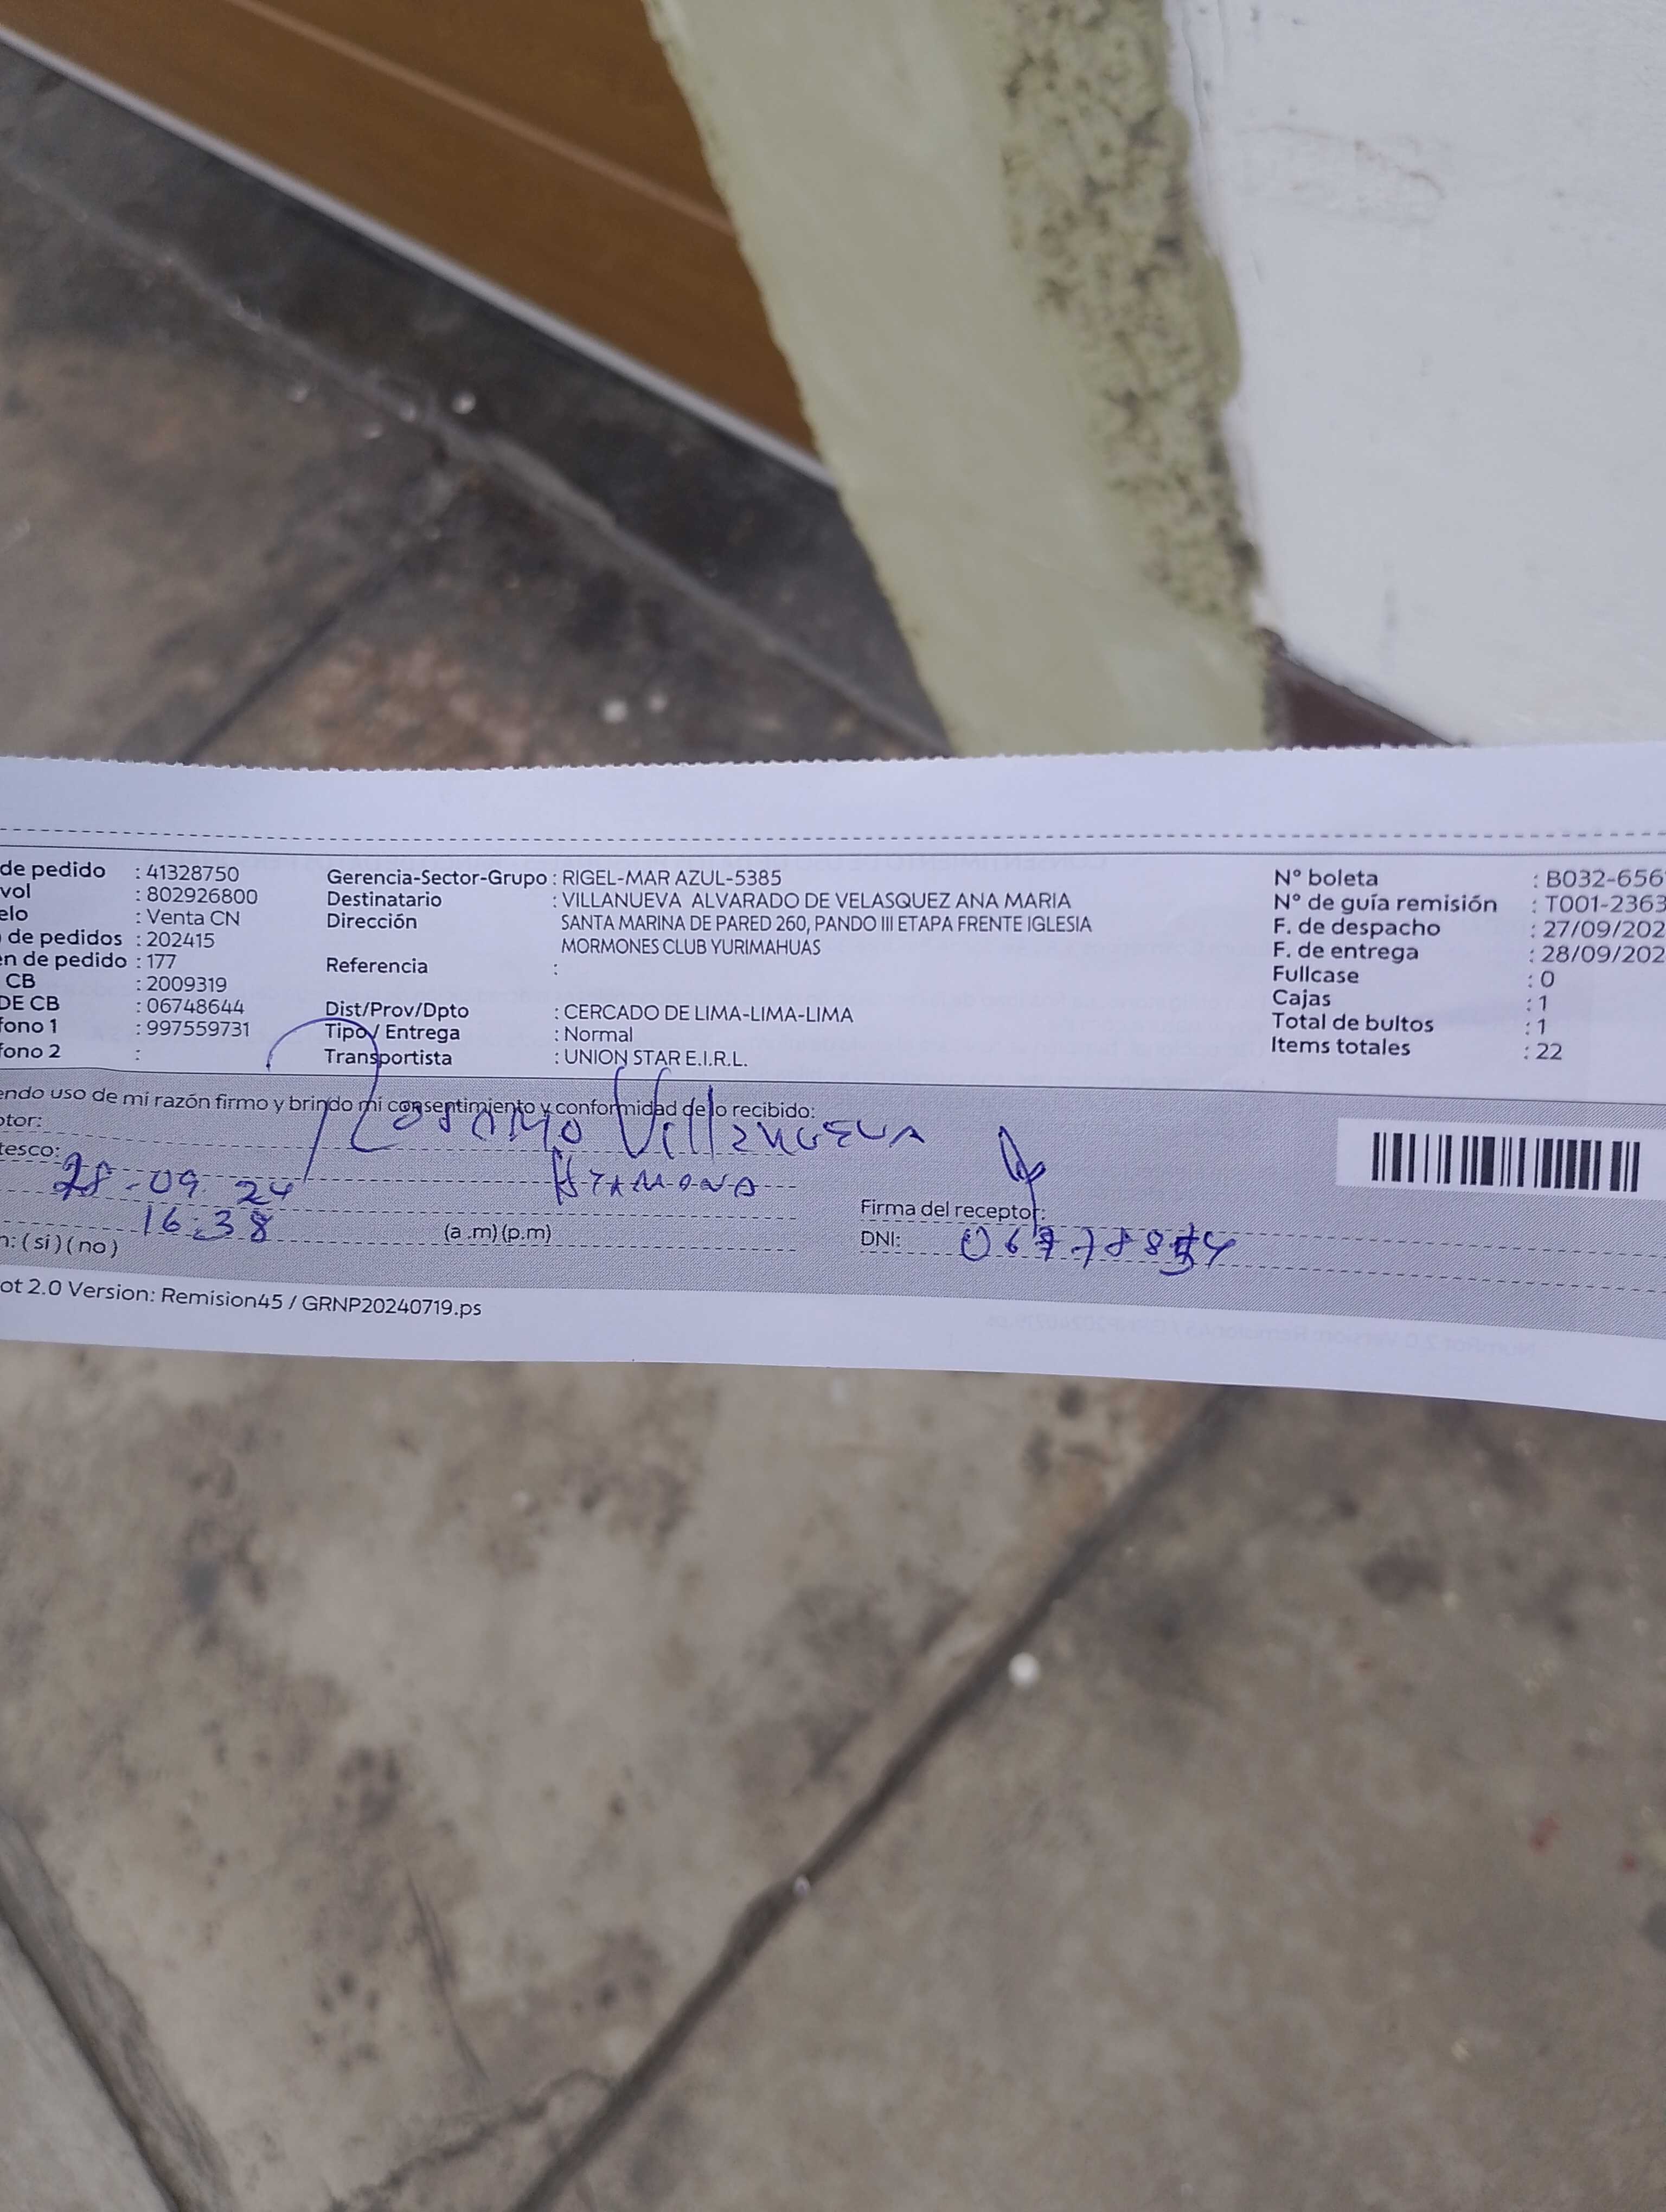 de pedido : 41328750
vol : 802926800
elo : Venta CN
de pedidos : 202415
en de pedido : 177
CB : 2009319
DE CB : 06748644
fono 1 : 997559731
fono 2 :
Gerencia-Sector-Grupo : RIGEL-MAR AZUL-5385
Destinatario : VILLANUEVA ALVARADO DE VELASQUEZ ANA MARIA
Dirección SANTA MARINA DE PARED 260, PANDO III ETAPA FRENTE IGLESIA
MORMONES CLUB YURIMAHUAS
Referencia :
Dist/Prov/Dpto : CERCADO DE LIMA-LIMA-LIMA
Tipo / Entrega : Normal
Transportista : UNION STAR E.I.R.L.
N° boleta : B032-656
N° de guía remisión : T001-2363
F. de despacho : 27/09/202
F. de entrega : 28/09/202
Fullcase : 0
Cajas : 1
Total de bultos : 1
Items totales : 22
endo uso de mi razón firmo y brindo mi consentimiento y conformidad de lo recibido:
otor:
tesco:
28-09 24
16:38 (a .m) (p.m)
n: (si) (no)
Firma del receptor:
DNI:
ot 2.0 Version: Remision45 / GRNP20240719.ps